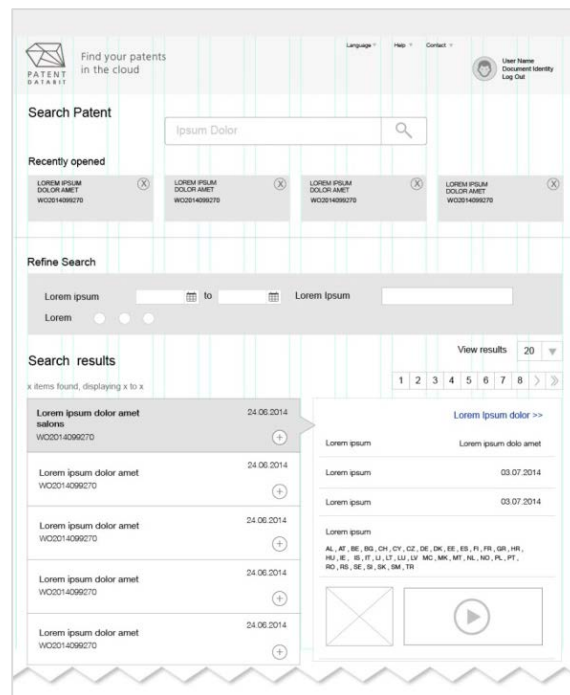 Language
Help
Contact
PATENT
DATABIT
Find your patents
in the cloud
User Name
Document Identity
Log Out
Search Patent
Ipsum Dolor
Recently opened
LOREM IPSUM
DOLOR AMET
WO2014099270
X
LOREM IPSUM
DOLOR AMET
WO2014099270
X
LOREM IPSUM
DOLOR AMET
WO2014099270
X
LOREM IPSUM
DOLOR AMET
WO2014099270
X
Refine Search
Lorem ipsum to Lorem Ipsum
Lorem
View results 20
Search results
x items found, displaying x to x
1 2 3 4 5 6 7 8
Lorem ipsum dolor amet 24.06.2014
salons
WO2014099270
Lorem ipsum dolor amet 24.06.2014
WO2014099270
Lorem ipsum dolor amet 24.06.2014
WO2014099270
Lorem ipsum dolor amet 24.06.2014
WO2014099270
Lorem ipsum dolor amet 24.06.2014
WO2014099270
Lorem Ipsum dolor >>
Lorem ipsum Lorem ipsum dolo amet
Lorem ipsum 03.07.2014
Lorem ipsum 03.07.2014
Lorem ipsum
AL , AT , BE , BG , CH , CY , CZ , DE , DK , EE , ES , FI , FR , GR , HR ,
HU , IE , IS , IT , LI , LT , LU , LV MC , MK , MT , NL , NO , PL , PT ,
RO , RS , SE , SI , SK , SM , TR